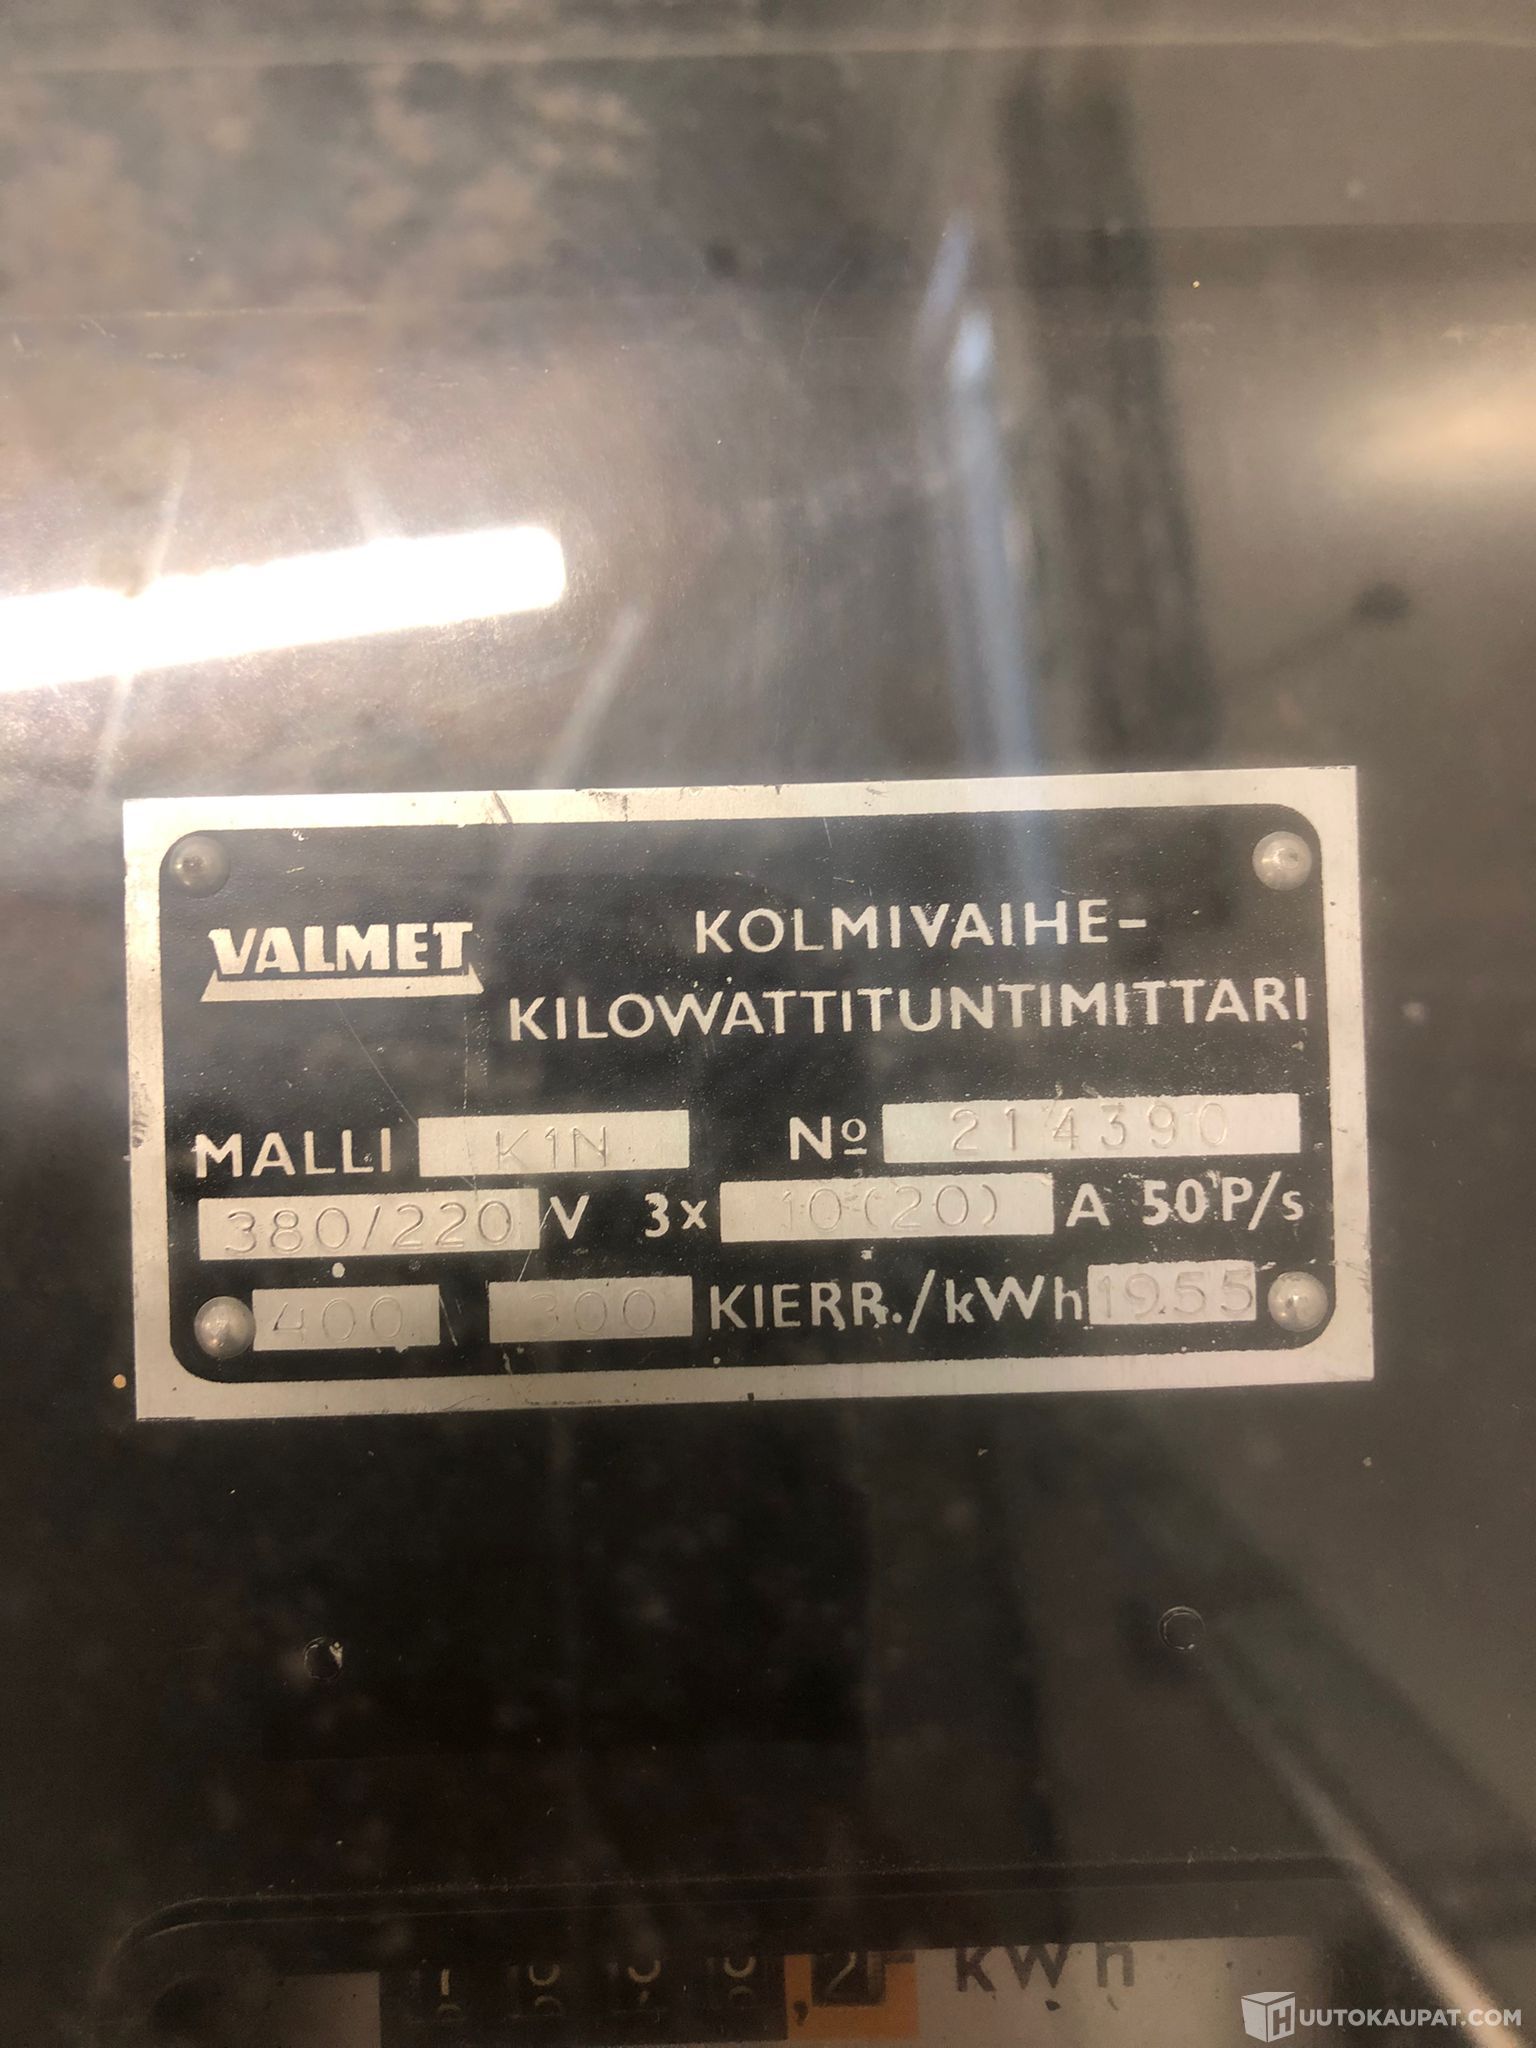 VALMET
KOLMIVAIHE-
KILOWATTITUNTIMITTARI
MALLI K1N No 214390
380/220 V 3x 10(20) A 50 P/s
400 300 KIERR./kWh 1955
2 kWh
HUUTOKAUPAT.COM